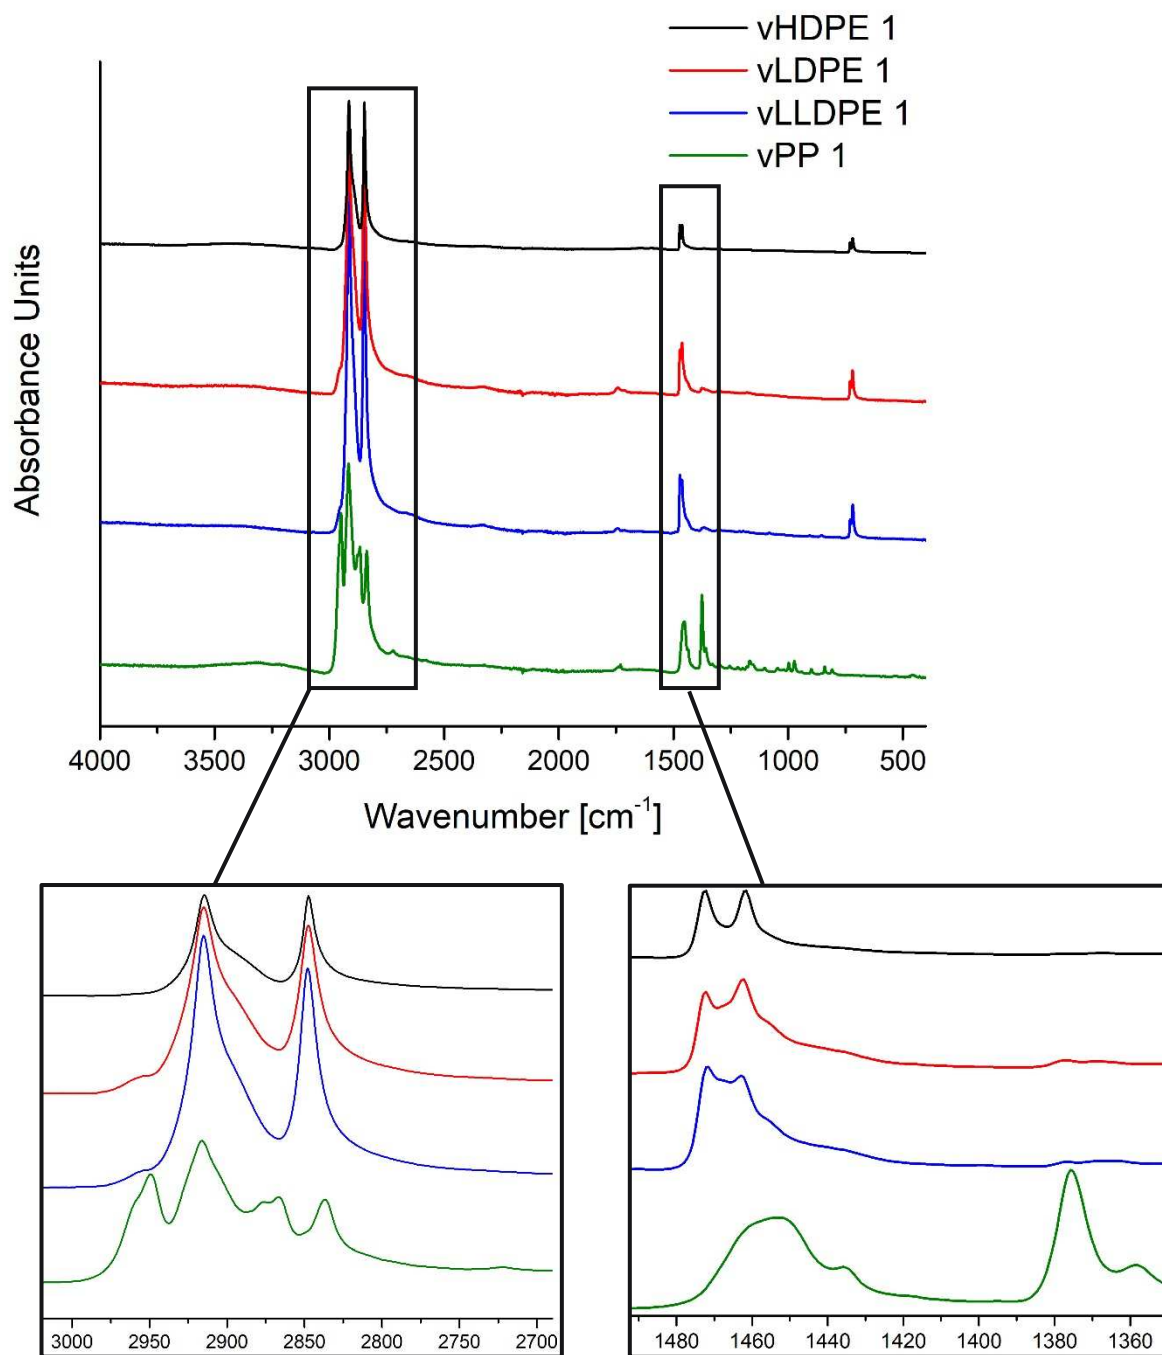 vHDPE 1
vLDPE 1
vLLDPE 1
vPP 1
Absorbance Units
4000 3500 3000 2500 2000 1500 1000 500
Wavenumber [cm⁻¹]
3000 2950 2900 2850 2800 2750 2700
1480 1460 1440 1420 1400 1380 1360